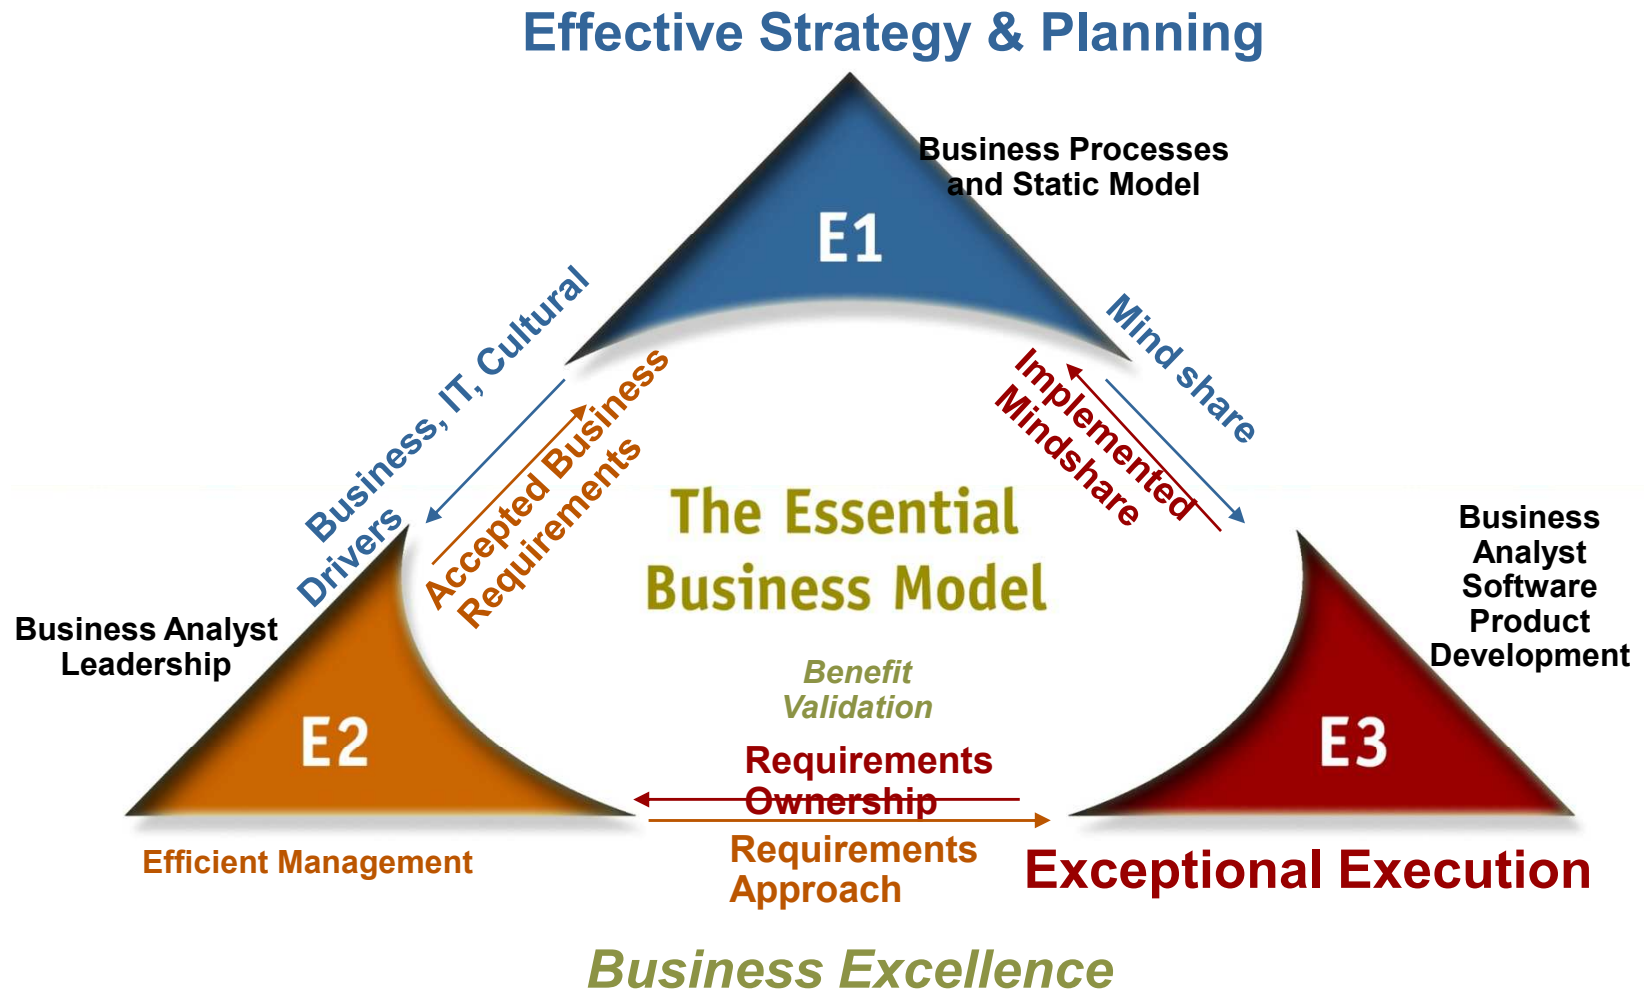 Effective Strategy & Planning
Business Processes
and Static Model
E1
Business, IT, Cultural
Drivers
Accepted Business
Requirements
Mind share
Implemented
Mindshare
The Essential
Business Model
Business
Analyst
Software
Product
Development
Business Analyst
Leadership
Benefit
Validation
E2
E3
Requirements
Ownership
Requirements
Approach
Efficient Management
Exceptional Execution
Business Excellence